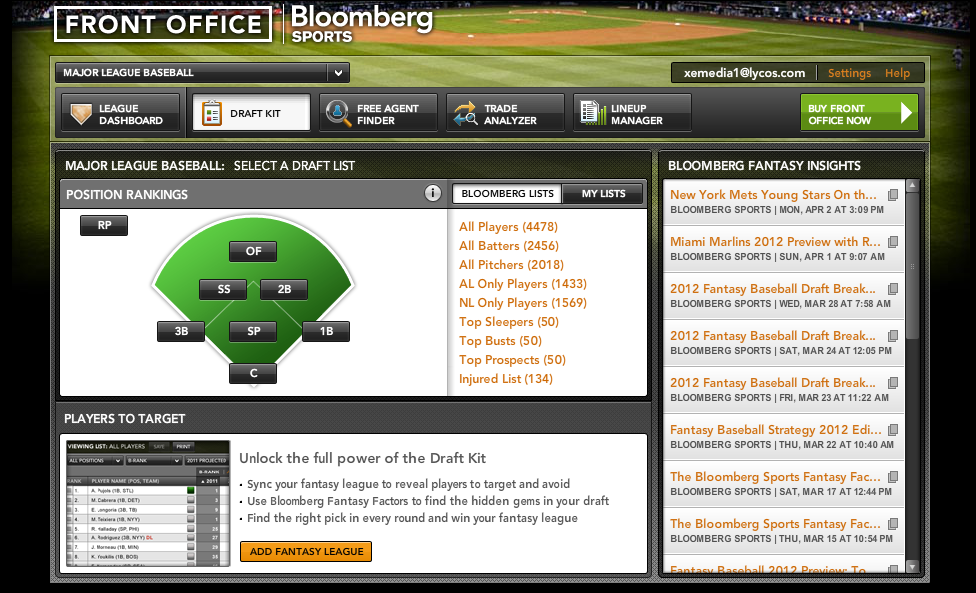 FRONT OFFICE
Bloomberg
SPORTS
MAJOR LEAGUE BASEBALL
xemedia1@lycos.com
Settings
Help
LEAGUE
DASHBOARD
DRAFT KIT
FREE AGENT
FINDER
TRADE
ANALYZER
LINEUP
MANAGER
BUY FRONT
OFFICE NOW
MAJOR LEAGUE BASEBALL: SELECT A DRAFT LIST
POSITION RANKINGS
i
RP
OF
SS
2B
3B
SP
1B
C
BLOOMBERG LISTS
MY LISTS
All Players (4478)
All Batters (2456)
All Pitchers (2018)
AL Only Players (1433)
NL Only Players (1569)
Top Sleepers (50)
Top Busts (50)
Top Prospects (50)
Injured List (134)
PLAYERS TO TARGET
VIEWING LIST: ALL PLAYERS SAVE PRINT
ALL POSITIONS B-RANK 2011 PROJECTED
B-RANK
RANK PLAYER NAME (POS, TEAM) 2011
1. A. Pujols (1B, STL)
2. M. Cabrera (1B, DET)
3. E. Longoria (3B, TB)
4. M. Teixeira (1B, NYY)
5. R. Halladay (SP, PHI)
6. A. Rodriguez (3B, NYY) DL
7. J. Morneau (1B, MIN)
8. K. Youkilis (1B, BOS)
Unlock the full power of the Draft Kit
• Sync your fantasy league to reveal players to target and avoid
• Use Bloomberg Fantasy Factors to find the hidden gems in your draft
• Find the right pick in every round and win your fantasy league
ADD FANTASY LEAGUE
BLOOMBERG FANTASY INSIGHTS
New York Mets Young Stars On th...
BLOOMBERG SPORTS | MON, APR 2 AT 3:09 PM
Miami Marlins 2012 Preview with R...
BLOOMBERG SPORTS | SUN, APR 1 AT 9:07 AM
2012 Fantasy Baseball Draft Break...
BLOOMBERG SPORTS | WED, MAR 28 AT 7:58 AM
2012 Fantasy Baseball Draft Break...
BLOOMBERG SPORTS | SAT, MAR 24 AT 12:05 PM
2012 Fantasy Baseball Draft Break...
BLOOMBERG SPORTS | FRI, MAR 23 AT 11:22 AM
Fantasy Baseball Strategy 2012 Edi...
BLOOMBERG SPORTS | THU, MAR 22 AT 10:40 AM
The Bloomberg Sports Fantasy Fac...
BLOOMBERG SPORTS | SAT, MAR 17 AT 12:44 PM
The Bloomberg Sports Fantasy Fac...
BLOOMBERG SPORTS | THU, MAR 15 AT 10:54 PM
Fantasy Baseball 2012 Preview: To...